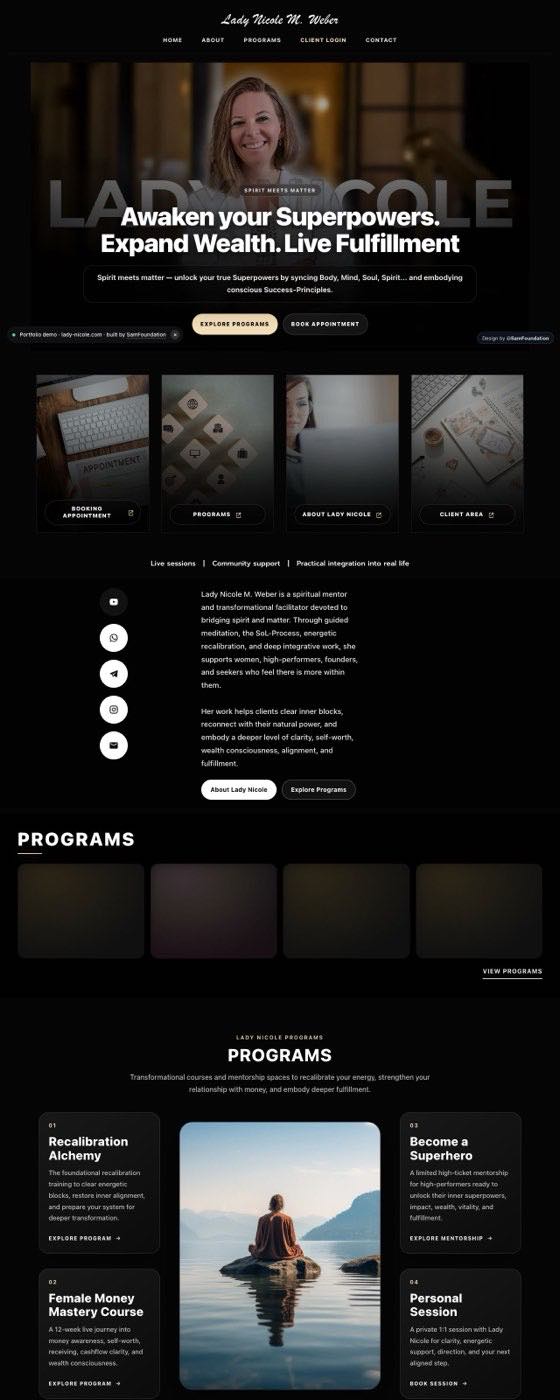 Lady Nicole M. Weber
HOME ABOUT PROGRAMS CLIENT LOGIN CONTACT
LADY NICOLE
SPIRIT MEETS MATTER
Awaken your Superpowers.
Expand Wealth. Live Fulfillment
Spirit meets matter — unlock your true Superpowers by syncing Body, Mind, Soul, Spirit... and embodying
conscious Success-Principles.
EXPLORE PROGRAMS BOOK APPOINTMENT
Portfolio demo · lady-nicole.com · built by SamFoundation ×
Design by @SamFoundation
APPOINTMENT
BOOKING
APPOINTMENT
PROGRAMS
ABOUT LADY NICOLE
CLIENT AREA
Live sessions | Community support | Practical integration into real life
Lady Nicole M. Weber is a spiritual mentor
and transformational facilitator devoted to
bridging spirit and matter. Through guided
meditation, the SoL-Process, energetic
recalibration, and deep integrative work, she
supports women, high-performers, founders,
and seekers who feel there is more within
them.
Her work helps clients clear inner blocks,
reconnect with their natural power, and
embody a deeper level of clarity, self-worth,
wealth consciousness, alignment, and
fulfillment.
About Lady Nicole Explore Programs
PROGRAMS
VIEW PROGRAMS
LADY NICOLE PROGRAMS
PROGRAMS
Transformational courses and mentorship spaces to recalibrate your energy, strengthen your
relationship with money, and embody deeper fulfillment.
01
Recalibration
Alchemy
The foundational recalibration
training to clear energetic
blocks, restore inner alignment,
and prepare your system for
deeper transformation.
EXPLORE PROGRAM →
02
Female Money
Mastery Course
A 12-week live journey into
money awareness, self-worth,
receiving, cashflow clarity, and
wealth consciousness.
EXPLORE PROGRAM →
03
Become a
Superhero
A limited high-ticket mentorship
for high-performers ready to
unlock their inner superpowers,
impact, wealth, vitality, and
fulfillment.
EXPLORE MENTORSHIP →
04
Personal
Session
A private 1:1 session with Lady
Nicole for clarity, energetic
support, direction, and your next
aligned step.
BOOK SESSION →